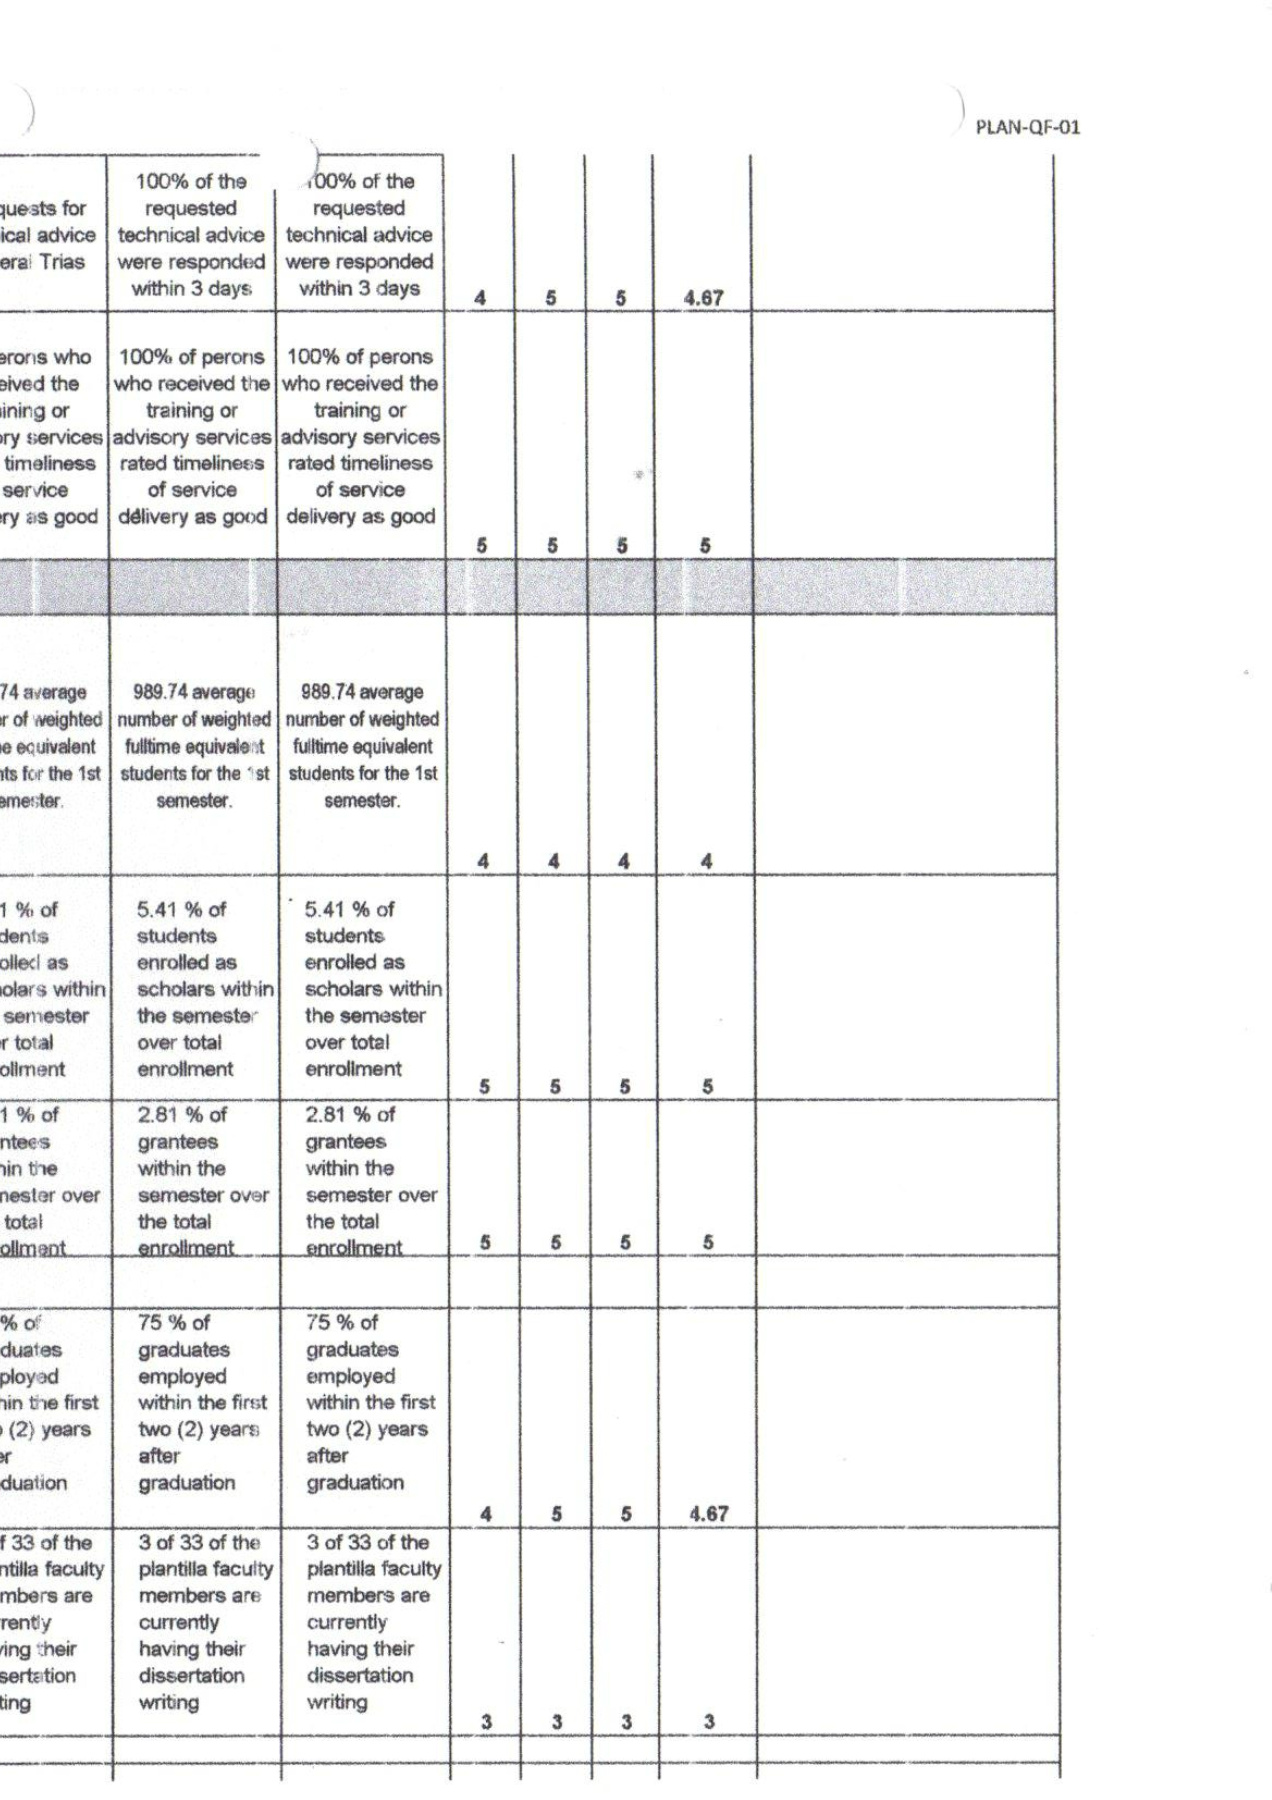 PLAN-QF-01
quests for
ical advice
eral Trias
100% of the
requested
technical advice
were responded
within 3 days
100% of the
requested
technical advice
were responded
within 3 days
4
5
5
4.67
erons who
eived the
ining or
ory services
timeliness
service
ery as good
100% of perons
who received the
training or
advisory services
rated timeliness
of service
delivery as good
100% of perons
who received the
training or
advisory services
rated timeliness
of service
delivery as good
5
5
5
5
74 average
r of weighted
e equivalent
nts for the 1st
emester.
989.74 average
number of weighted
fulltime equivalent
students for the 1st
semester.
989.74 average
number of weighted
fulltime equivalent
students for the 1st
semester.
4
4
4
4
1 % of
dents
olled as
holars within
semester
r total
ollment
5.41 % of
students
enrolled as
scholars within
the semester
over total
enrollment
5.41 % of
students
enrolled as
scholars within
the semester
over total
enrollment
5
5
5
5
1 % of
ntees
hin the
nester over
total
ollment
2.81 % of
grantees
within the
semester over
the total
enrollment
2.81 % of
grantees
within the
semester over
the total
enrollment
5
5
5
5
% of
duates
ployed
hin the first
o (2) years
er
duation
75 % of
graduates
employed
within the first
two (2) years
after
graduation
75 % of
graduates
employed
within the first
two (2) years
after
graduation
4
5
5
4.67
f 33 of the
ntilla faculty
mbers are
rently
ving their
sertation
ting
3 of 33 of the
plantilla faculty
members are
currently
having their
dissertation
writing
3 of 33 of the
plantilla faculty
members are
currently
having their
dissertation
writing
3
3
3
3